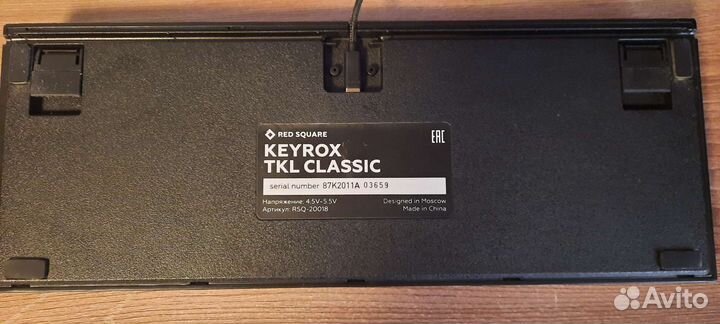 RED SQUARE
EAC
KEYROX
TKL CLASSIC
serial number 87K2011A 03659
Напряжение: 4.5V-5.5V
Designed in Moscow
Артикул: RSQ-20018
Made in China
Avito